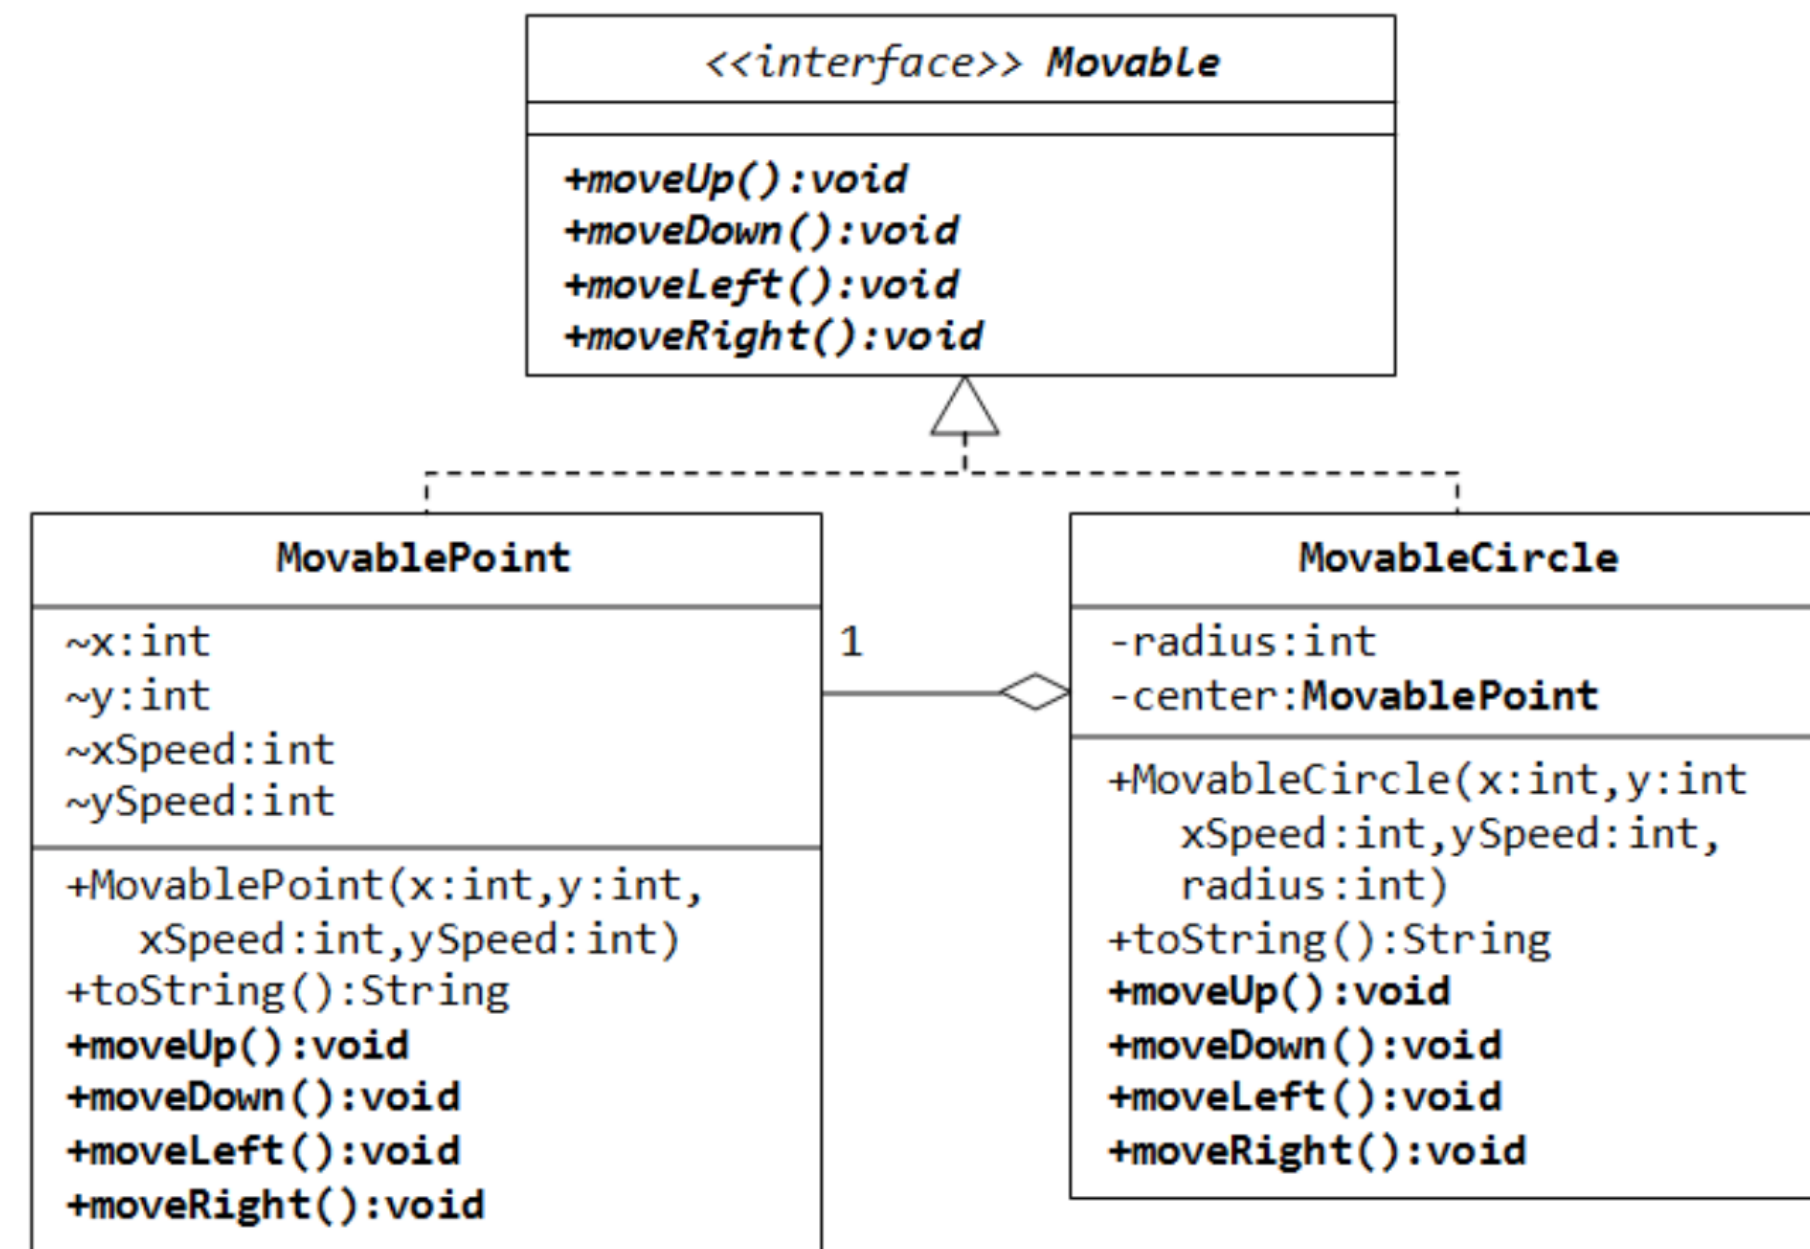 <<interface>> Movable
+moveUp():void
+moveDown():void
+moveLeft():void
+moveRight():void
MovablePoint
~x:int
~y:int
~xSpeed:int
~ySpeed:int
+MovablePoint(x:int,y:int,
xSpeed:int,ySpeed:int)
+toString():String
+moveUp():void
+moveDown():void
+moveLeft():void
+moveRight():void
1
MovableCircle
-radius:int
-center:MovablePoint
+MovableCircle(x:int,y:int
xSpeed:int,ySpeed:int,
radius:int)
+toString():String
+moveUp():void
+moveDown():void
+moveLeft():void
+moveRight():void